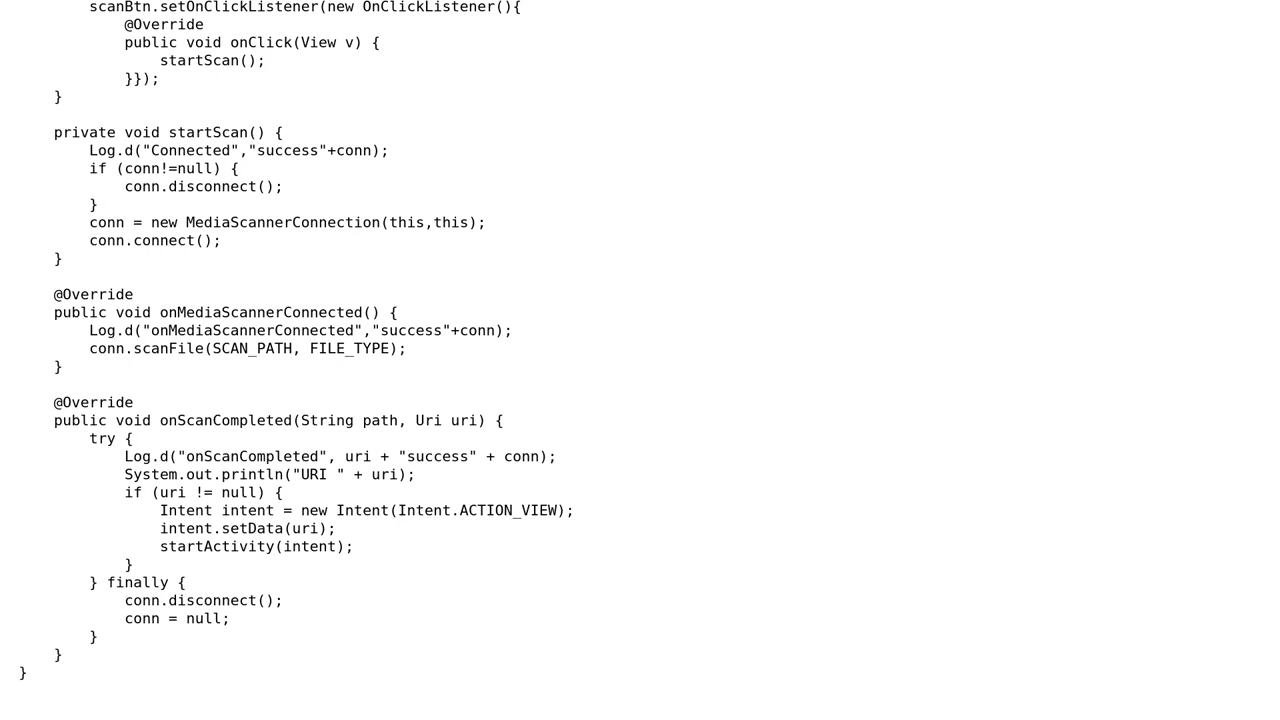 scanBtn.setOnClickListener(new OnClickListener(){
            @Override
            public void onClick(View v) {
                startScan();
            }});
    }

    private void startScan() {
        Log.d("Connected","success"+conn);
        if (conn!=null) {
            conn.disconnect();
        }
        conn = new MediaScannerConnection(this,this);
        conn.connect();
    }

    @Override
    public void onMediaScannerConnected() {
        Log.d("onMediaScannerConnected","success"+conn);
        conn.scanFile(SCAN_PATH, FILE_TYPE);
    }

    @Override
    public void onScanCompleted(String path, Uri uri) {
        try {
            Log.d("onScanCompleted", uri + "success" + conn);
            System.out.println("URI " + uri);
            if (uri != null) {
                Intent intent = new Intent(Intent.ACTION_VIEW);
                intent.setData(uri);
                startActivity(intent);
            }
        } finally {
            conn.disconnect();
            conn = null;
        }
    }
}